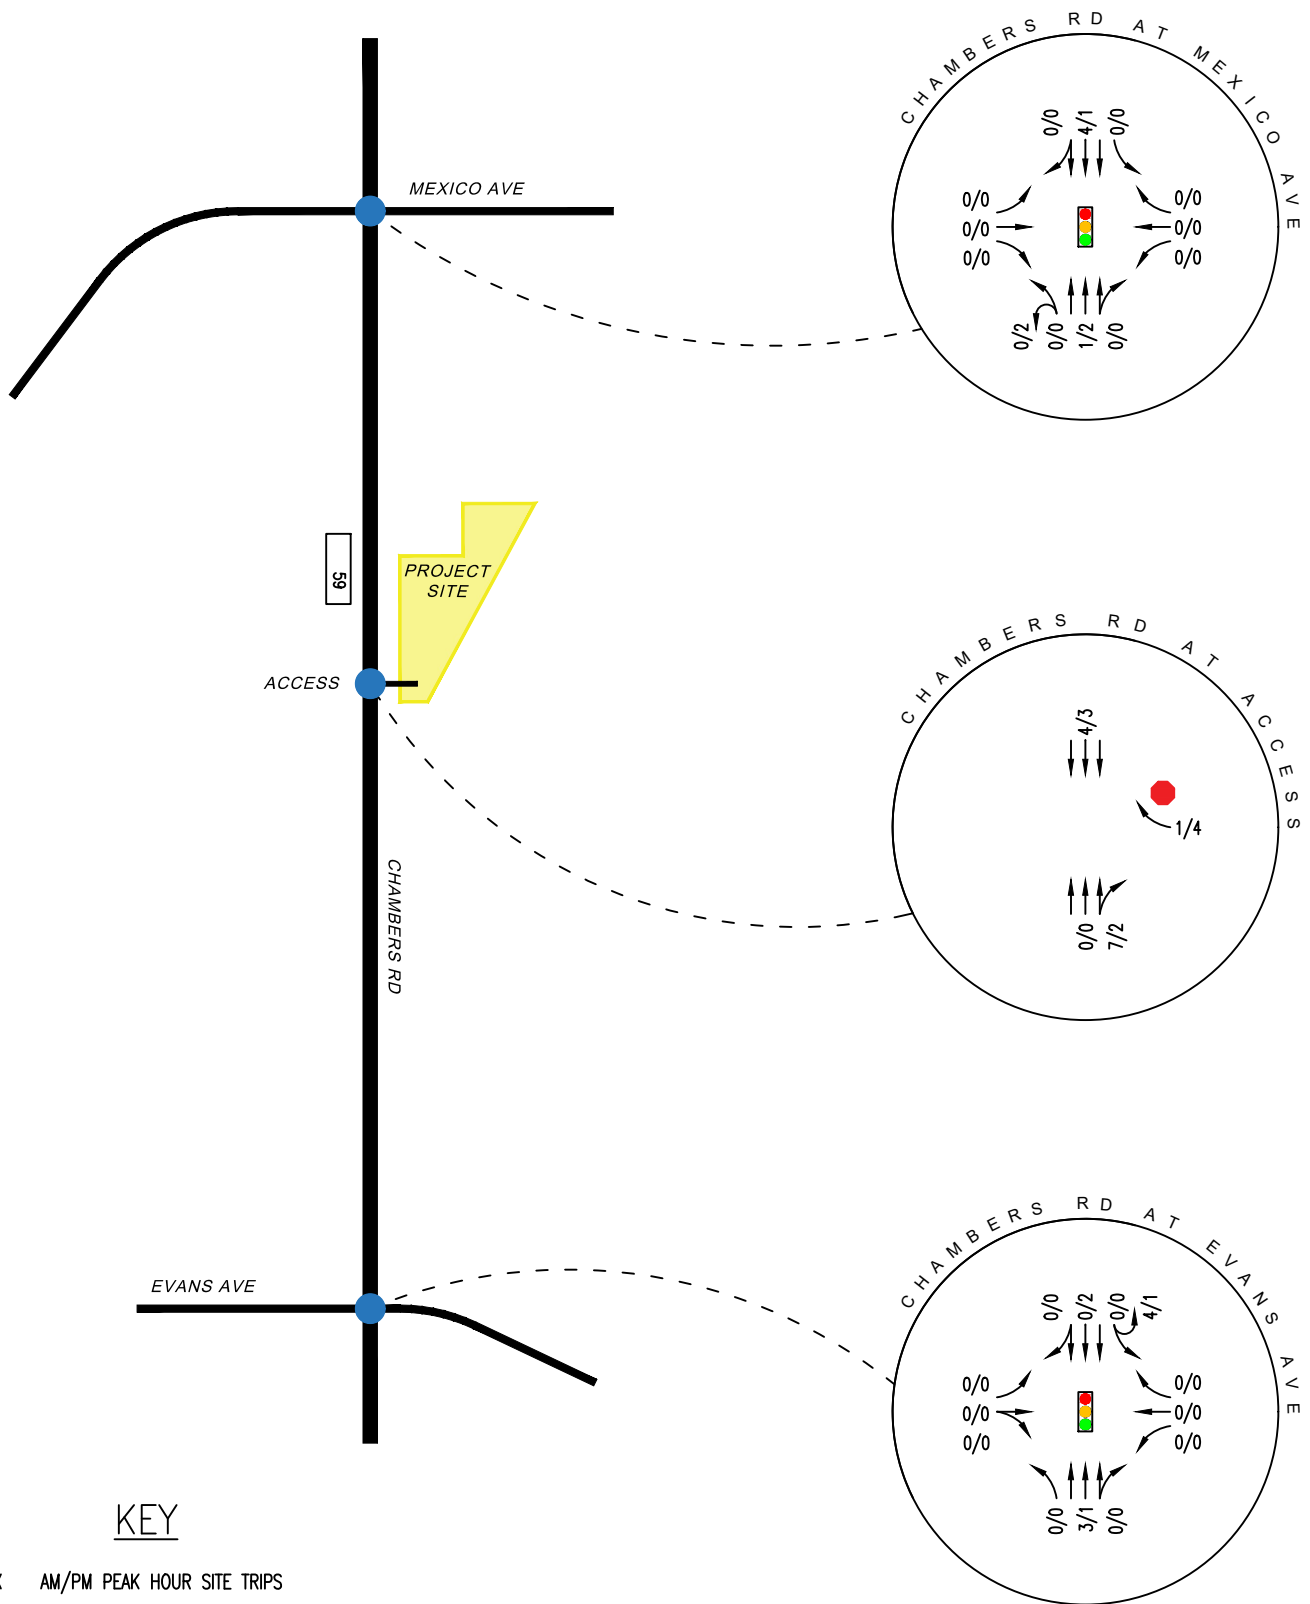 CHAMBERS RD AT MEXICO AVE
0/0 4/1 0/0
MEXICO AVE
0/0
0/0
0/0
0/0
0/0
0/0
0/2 0/0 1/2 0/0
59
PROJECT
SITE
ACCESS
CHAMBERS RD AT ACCESS
4/3
1/4
0/0 7/2
CHAMBERS RD
CHAMBERS RD AT EVANS AVE
EVANS AVE
0/0 0/2 0/0 4/1
0/0
0/0
0/0
0/0
0/0
0/0
0/0 3/1 0/0
KEY
AM/PM PEAK HOUR SITE TRIPS